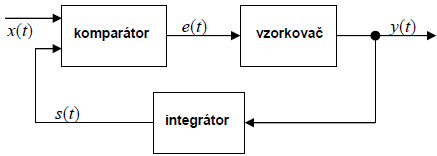 komparátor
e(t)
vzorkovač
y(t)
x(t)
s(t)
integrátor